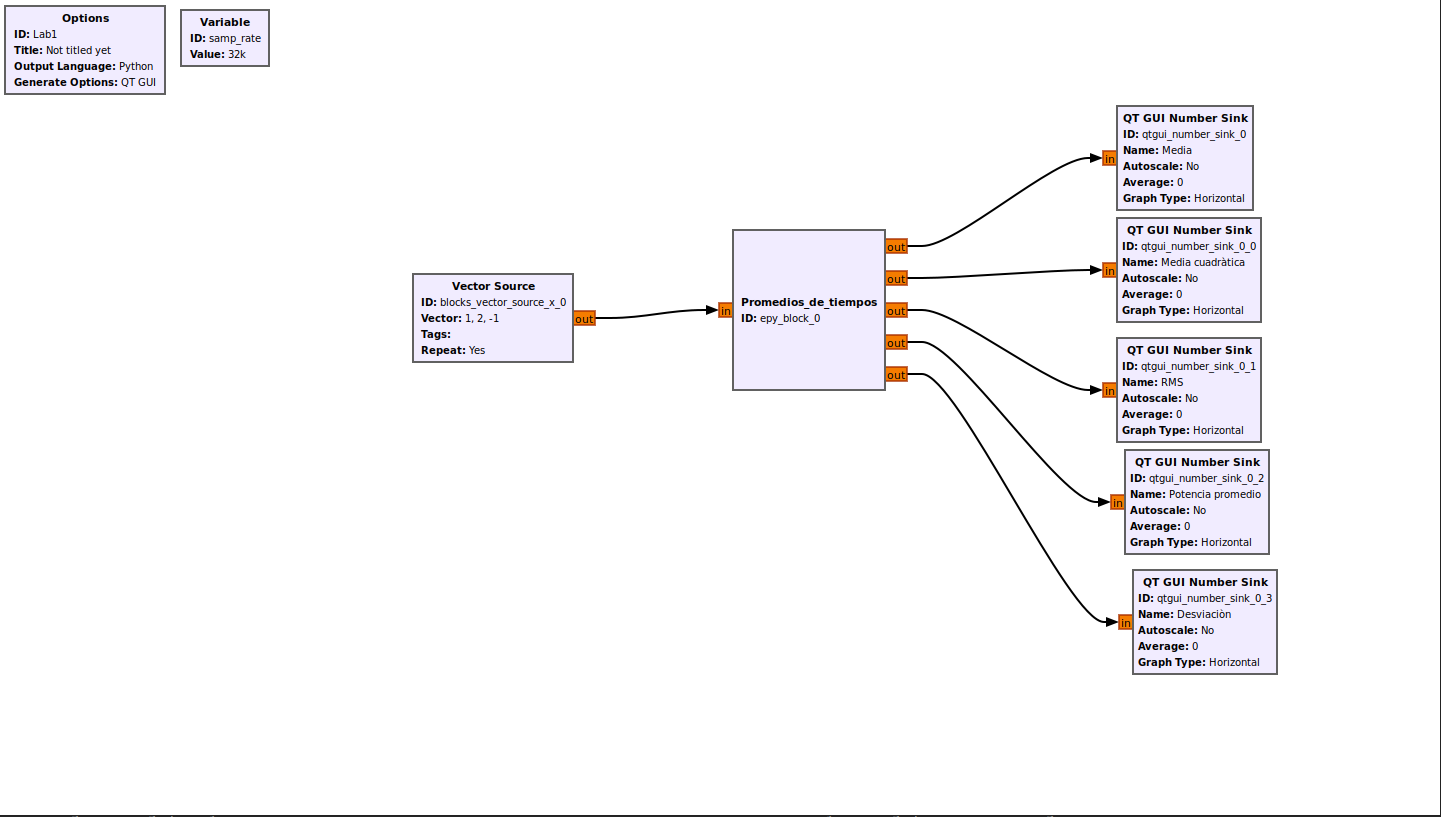 Options
ID: Lab1
Title: Not titled yet
Output Language: Python
Generate Options: QT GUI
Variable
ID: samp_rate
Value: 32k
QT GUI Number Sink
ID: qtgui_number_sink_0
Name: Media
Autoscale: No
Average: 0
Graph Type: Horizontal
in
QT GUI Number Sink
ID: qtgui_number_sink_0_0
Name: Media cuadràtica
Autoscale: No
Average: 0
Graph Type: Horizontal
in
Vector Source
ID: blocks_vector_source_x_0
Vector: 1, 2, -1
Tags:
Repeat: Yes
out
in
Promedios_de_tiempos
ID: epy_block_0
out
out
out
out
out
QT GUI Number Sink
ID: qtgui_number_sink_0_1
Name: RMS
Autoscale: No
Average: 0
Graph Type: Horizontal
in
QT GUI Number Sink
ID: qtgui_number_sink_0_2
Name: Potencia promedio
Autoscale: No
Average: 0
Graph Type: Horizontal
in
QT GUI Number Sink
ID: qtgui_number_sink_0_3
Name: Desviaciòn
Autoscale: No
Average: 0
Graph Type: Horizontal
in